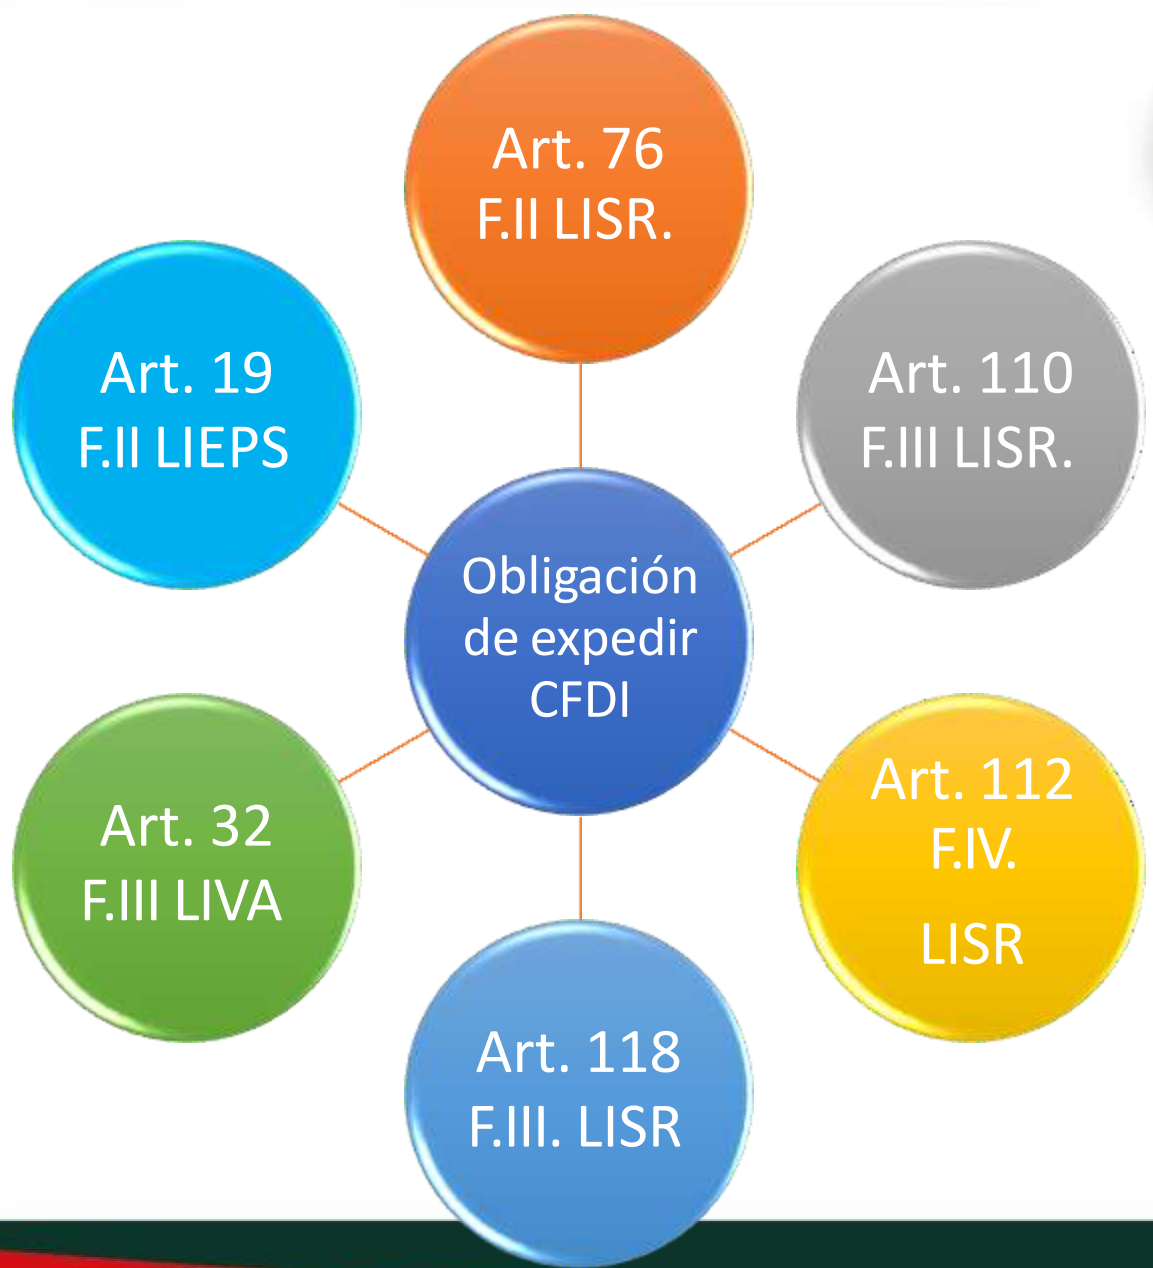 Art. 76
F.II LISR.
Art. 19
F.II LIEPS
Art. 110
F.III LISR.
Obligación
de expedir
CFDI
Art. 32
F.III LIVA
Art. 112
F.IV.
LISR
Art. 118
F.III. LISR